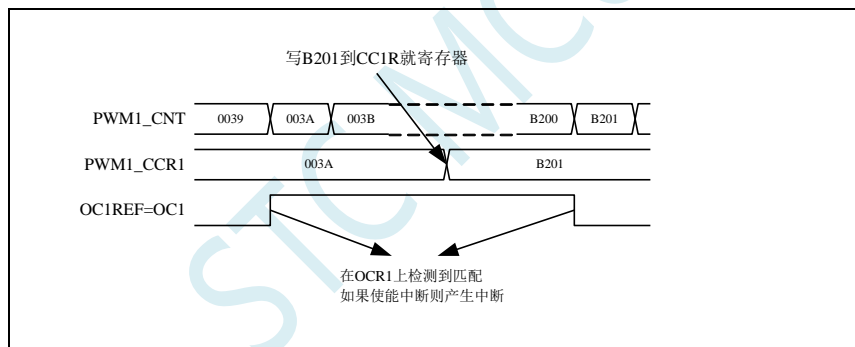 写B201到CC1R就寄存器
PWM1_CNT 0039 003A 003B B200 B201
PWM1_CCR1 003A B201
OC1REF=OC1
在OCR1上检测到匹配
如果使能中断则产生中断
STC MCU